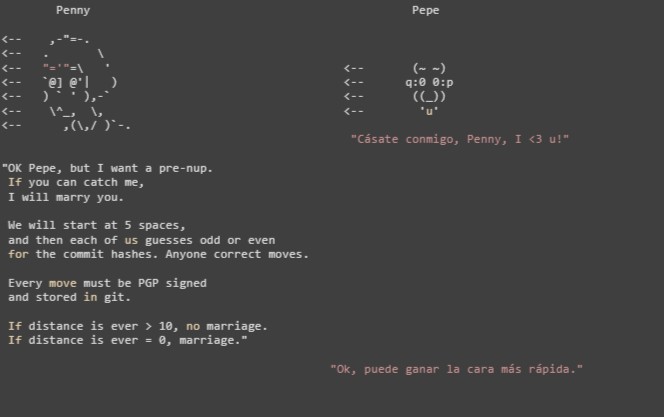 Penny Pepe
<-- ,-"=-.
<-- . \
<-- "='"=\ ' <-- (~ ~)
<-- `@] @'| ) <-- q:0 0:p
<-- ) ` ' ),-` <-- ((_))
<-- \^_, \, <-- 'u'
<-- ,(\,/ )`-.
"Cásate conmigo, Penny, I <3 u!"
"OK Pepe, but I want a pre-nup.
If you can catch me,
I will marry you.
We will start at 5 spaces,
and then each of us guesses odd or even
for the commit hashes. Anyone correct moves.
Every move must be PGP signed
and stored in git.
If distance is ever > 10, no marriage.
If distance is ever = 0, marriage."
"Ok, puede ganar la cara más rápida."